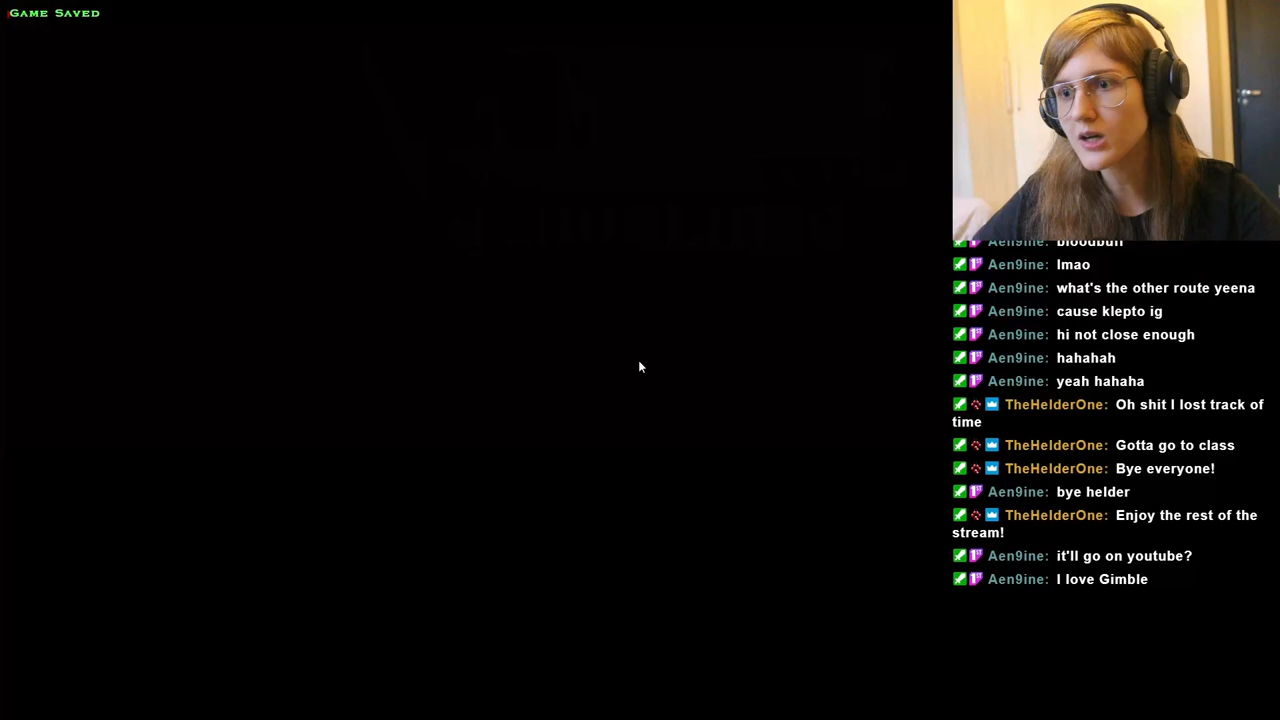 Game Saved
Aen9ine: bloodbuff
Aen9ine: lmao
Aen9ine: what's the other route yeena
Aen9ine: cause klepto ig
Aen9ine: hi not close enough
Aen9ine: hahahah
Aen9ine: yeah hahaha
TheHelderOne: Oh shit I lost track of
time
TheHelderOne: Gotta go to class
TheHelderOne: Bye everyone!
Aen9ine: bye helder
TheHelderOne: Enjoy the rest of the
stream!
Aen9ine: it'll go on youtube?
Aen9ine: I love Gimble